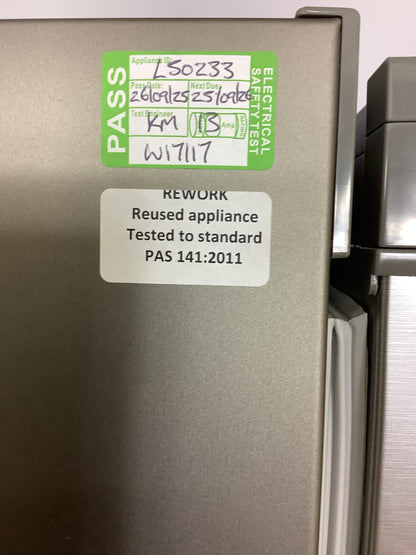 PASS
ELECTRICAL
SAFETY TEST
Appliance ID:
LS0233
Pass Date: Next Due:
26/09/25 25/09/26
Test Engineer
KM 13 Amp
W17117
REWORK
Reused appliance
Tested to standard
PAS 141:2011